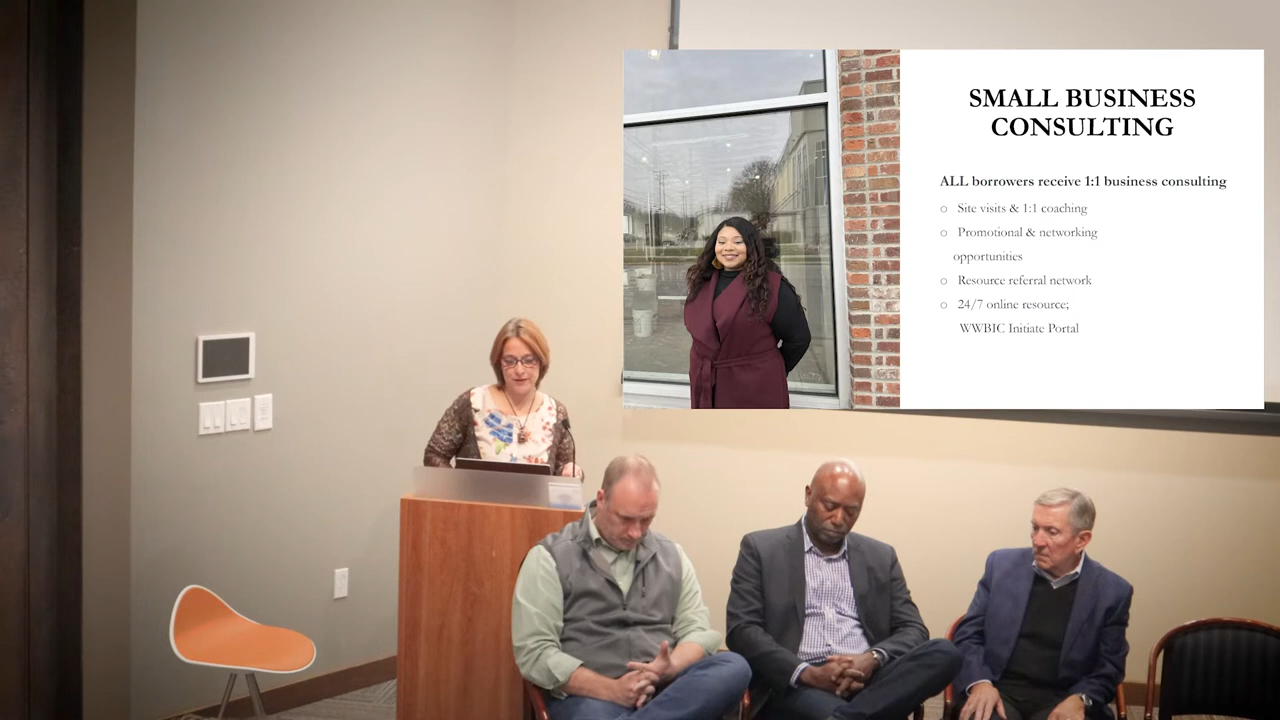 SMALL BUSINESS
CONSULTING
ALL borrowers receive 1:1 business consulting
○ Site visits & 1:1 coaching
○ Promotional & networking
opportunities
○ Resource referral network
○ 24/7 online resource;
WWBIC Initiate Portal